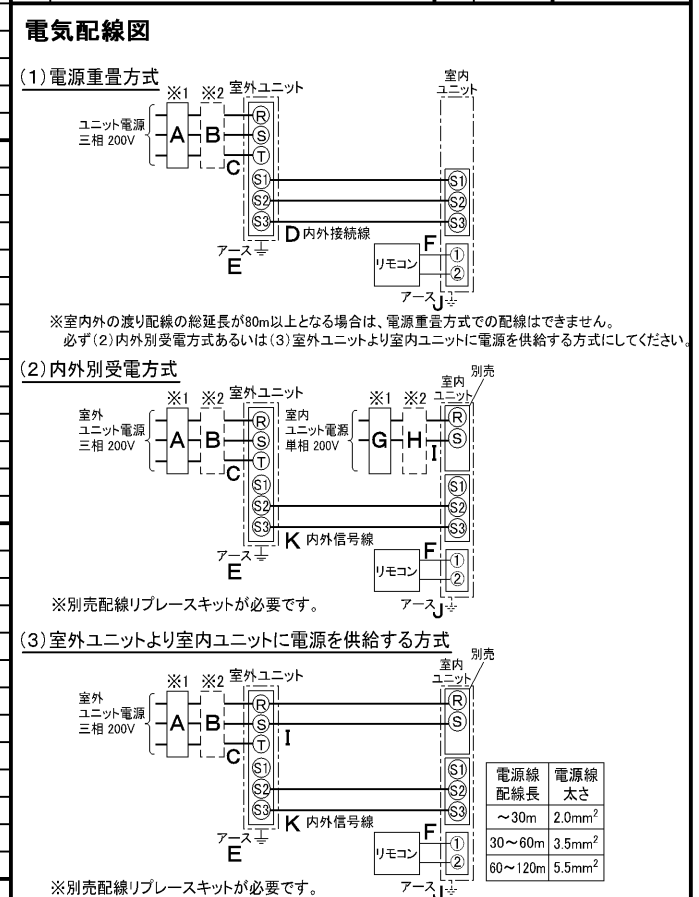 電気配線図
(1)電源重畳方式
※1 ※2 室外ユニット
室内
ユニット
ユニット電源
三相 200V
A B C
R
S
T
S1 S1
S2 S2
S3 S3
D 内外接続線
アース
E
リモコン
F
①
②
アース J
※室内外の渡り配線の総延長が80m以上となる場合は、電源重畳方式での配線はできません。
必ず(2)内外別受電方式あるいは(3)室外ユニットより室内ユニットに電源を供給する方式にしてください。
(2)内外別受電方式
※1 ※2 室外ユニット
※1 ※2
室内
ユニット
別売
室外
ユニット電源
三相 200V
A B C
R
S
T
S1
S2
S3
室内
ユニット電源
単相 200V
G H I
R
S
S1
S2
S3
K 内外信号線
アース
E
リモコン
F
①
②
アース J
※別売配線リプレースキットが必要です。
(3)室外ユニットより室内ユニットに電源を供給する方式
※1 ※2 室外ユニット
室内
ユニット
別売
室外
ユニット電源
三相 200V
A B C
R R
S S
T
I
S1 S1
S2 S2
S3 S3
K 内外信号線
アース
E
リモコン
F
①
②
アース J
※別売配線リプレースキットが必要です。
電源線 電源線
配線長 太さ
～30m 2.0mm²
30～60m 3.5mm²
60～120m 5.5mm²